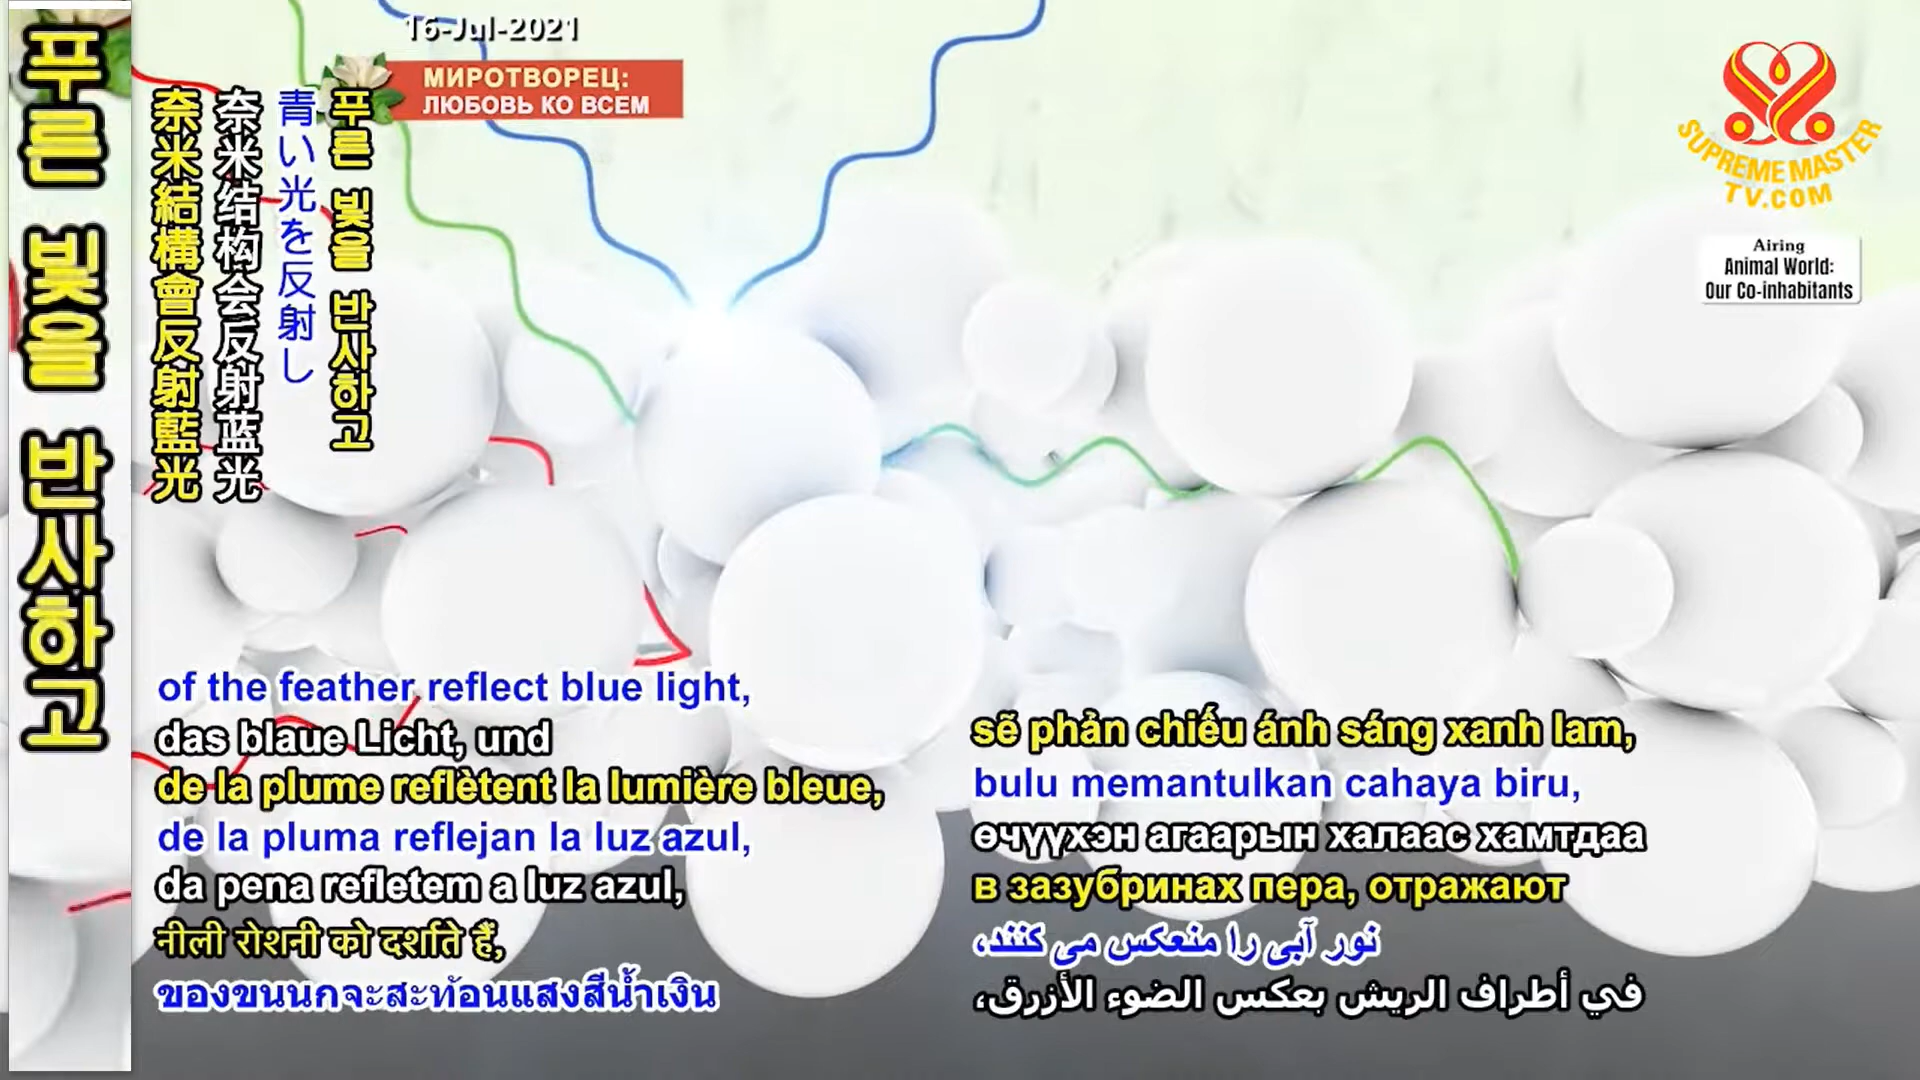 16-Jul-2021
МИРОТВОРЕЦ:
ЛЮБОВЬ КО ВСЕМ
SUPREME MASTER
TV.COM
Airing
Animal World:
Our Co-inhabitants
푸른 빛을 반사하고
奈米結構會反射藍光
奈米结构会反射蓝光
青い光を反射し
푸른 빛을 반사하고
of the feather reflect blue light,
das blaue Licht, und
de la plume reflètent la lumière bleue,
de la pluma reflejan la luz azul,
da pena refletem a luz azul,
नीली रोशनी को दर्शाते हैं,
ของขนนกจะสะท้อนแสงสีน้ำเงิน
sẽ phản chiếu ánh sáng xanh lam,
bulu memantulkan cahaya biru,
өчүүхэн агаарын халаас хамтдаа
в зазубринах пера, отражают
نور آبی را منعکس می کنند،
في أطراف الريش بعكس الضوء الأزرق،